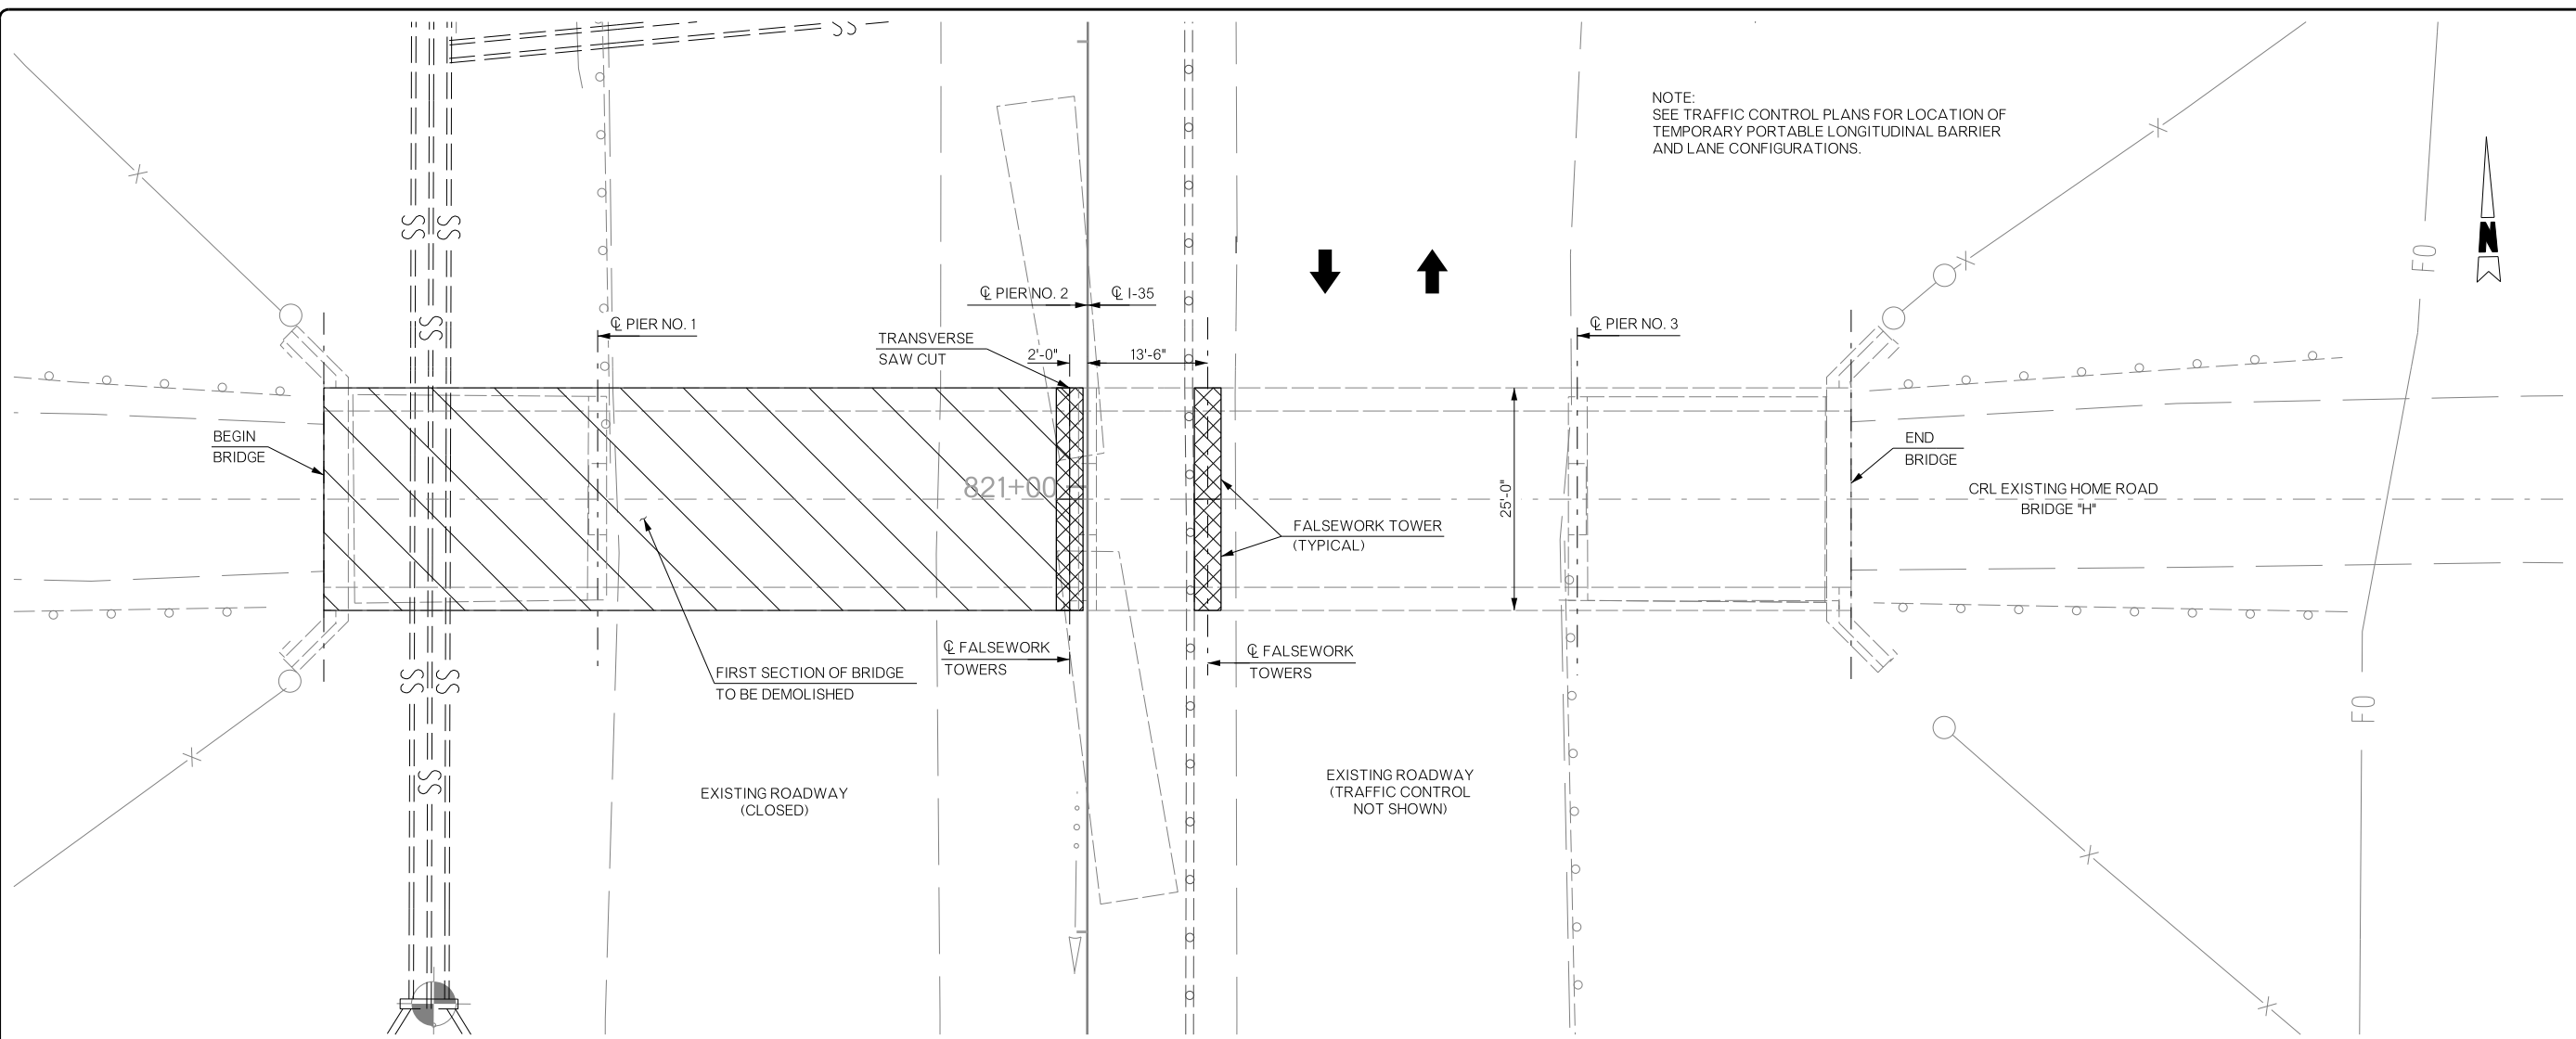 SS
NOTE:
SEE TRAFFIC CONTROL PLANS FOR LOCATION OF
TEMPORARY PORTABLE LONGITUDINAL BARRIER
AND LANE CONFIGURATIONS.
SS
SS
FO
N
℄ PIER NO. 2
℄ I-35
SS
℄ PIER NO. 1
℄ PIER NO. 3
TRANSVERSE
SAW CUT
2'-0"
13'-6"
BEGIN
BRIDGE
END
BRIDGE
821+00
25'-0"
CRL EXISTING HOME ROAD
BRIDGE "H"
FALSEWORK TOWER
(TYPICAL)
℄ FALSEWORK
TOWERS
℄ FALSEWORK
TOWERS
FIRST SECTION OF BRIDGE
TO BE DEMOLISHED
SS
SS
FO
SS
EXISTING ROADWAY
(CLOSED)
EXISTING ROADWAY
(TRAFFIC CONTROL
NOT SHOWN)